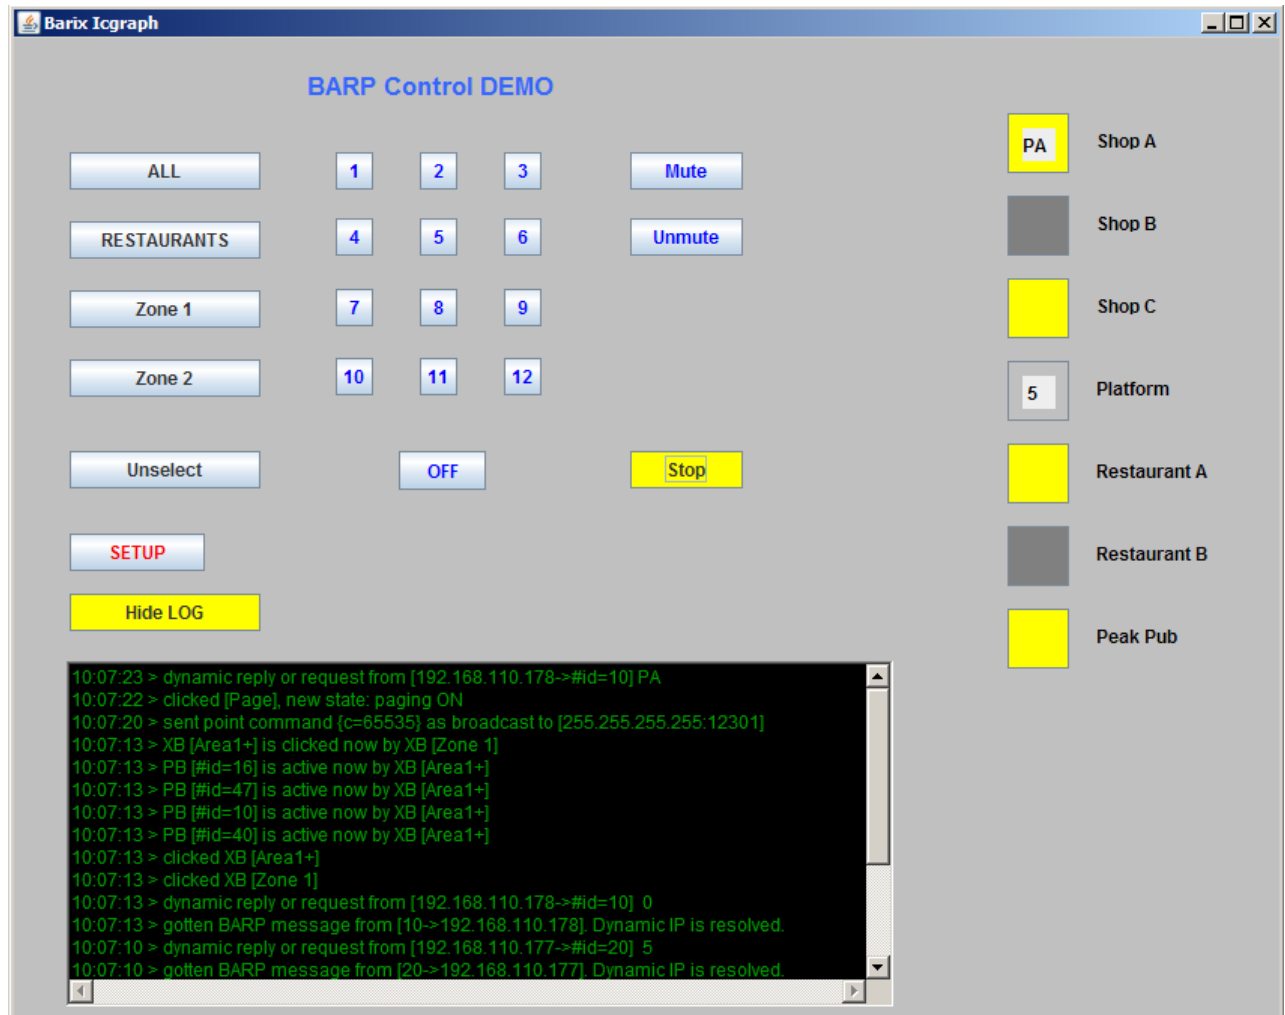 Barix Icgraph
BARP Control DEMO
ALL 1 2 3 Mute
RESTAURANTS 4 5 6 Unmute
Zone 1 7 8 9
Zone 2 10 11 12
Unselect OFF Stop
SETUP
Hide LOG
PA Shop A
Shop B
Shop C
5 Platform
Restaurant A
Restaurant B
Peak Pub
10:07:23 > dynamic reply or request from [192.168.110.178->#id=10] PA
10:07:22 > clicked [Page], new state: paging ON
10:07:20 > sent point command {c=65535} as broadcast to [255.255.255.255:12301]
10:07:13 > XB [Area1+] is clicked now by XB [Zone 1]
10:07:13 > PB [#id=16] is active now by XB [Area1+]
10:07:13 > PB [#id=47] is active now by XB [Area1+]
10:07:13 > PB [#id=10] is active now by XB [Area1+]
10:07:13 > PB [#id=40] is active now by XB [Area1+]
10:07:13 > clicked XB [Area1+]
10:07:13 > clicked XB [Zone 1]
10:07:13 > dynamic reply or request from [192.168.110.178->#id=10] 0
10:07:13 > gotten BARP message from [10->192.168.110.178]. Dynamic IP is resolved.
10:07:10 > dynamic reply or request from [192.168.110.177->#id=20] 5
10:07:10 > gotten BARP message from [20->192.168.110.177]. Dynamic IP is resolved.